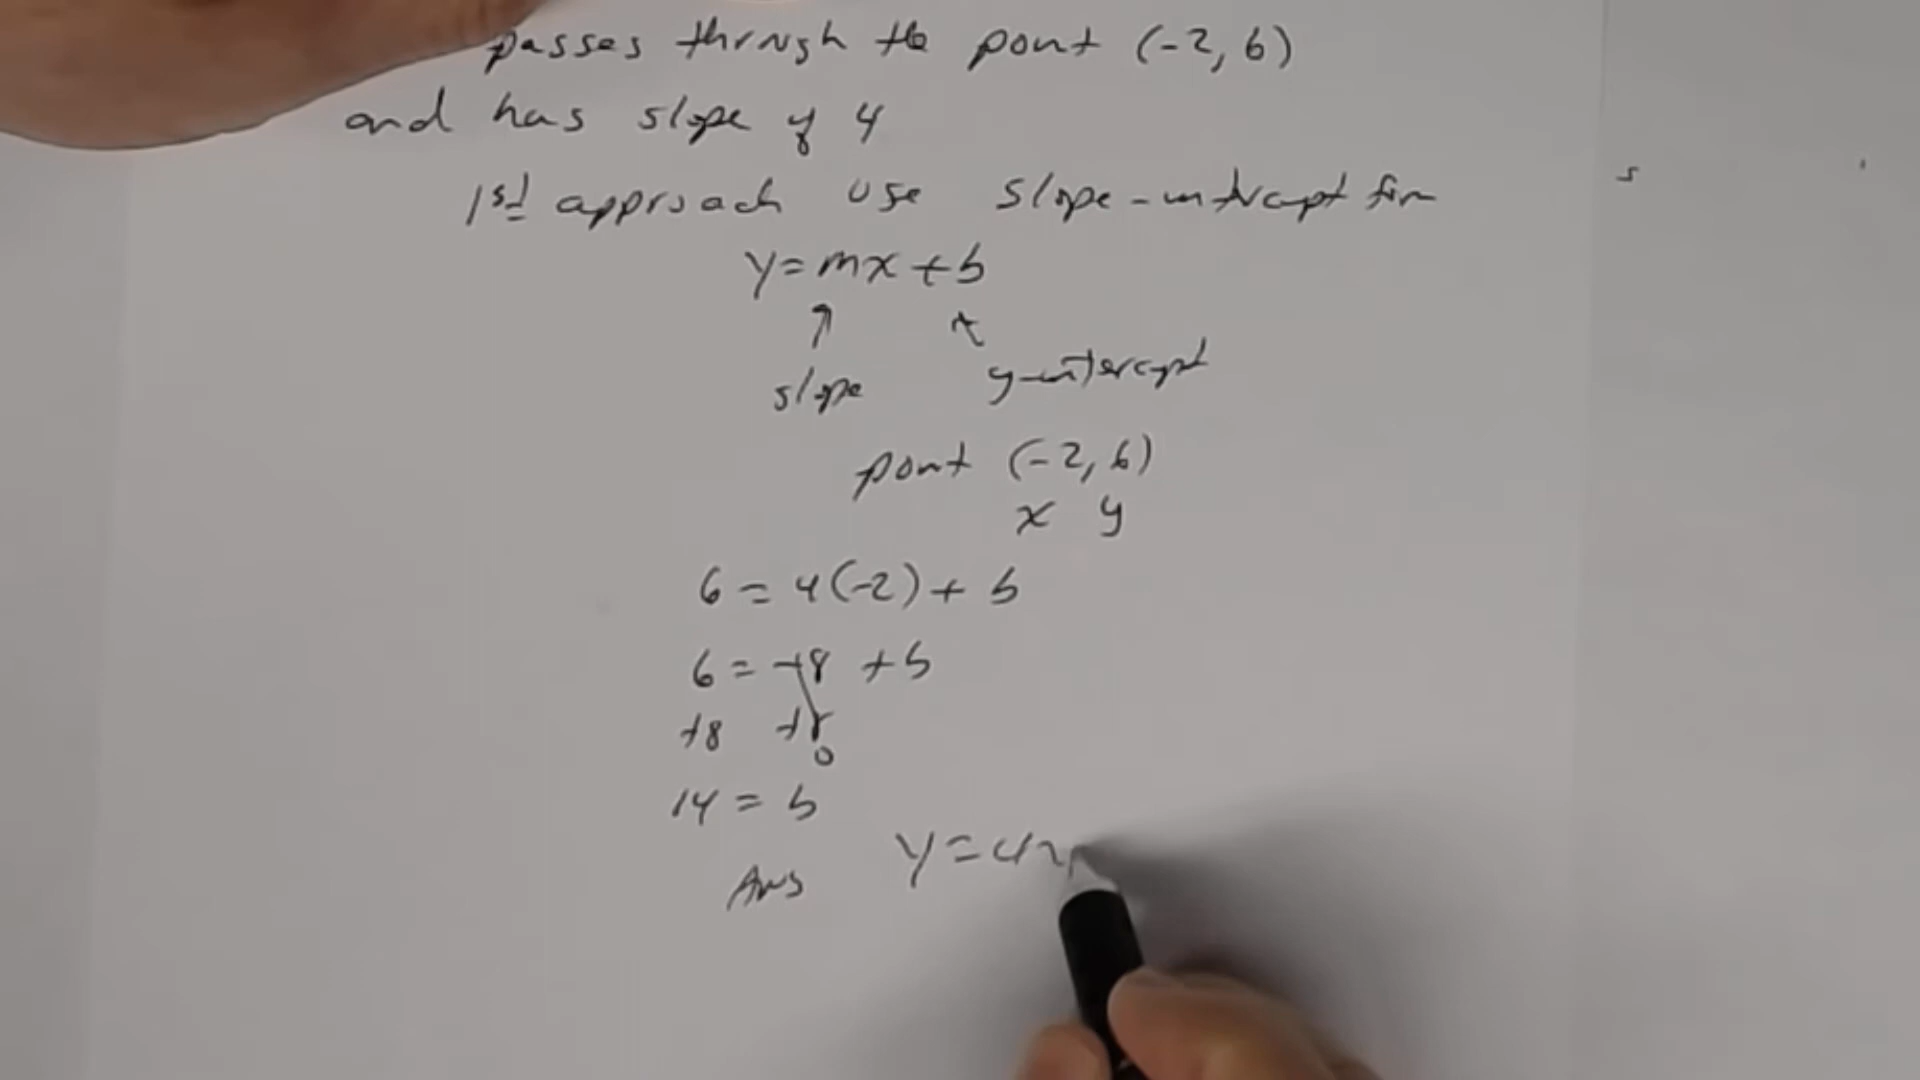 passes through the point (-2, 6)
and has slope of 4
1st approach use slope-intercept form
y = mx + b
slope
y-intercept
point (-2, 6)
x y
6 = 4(-2) + b
6 = -8 + b
+8 +8
0
14 = b
Ans y = 4x